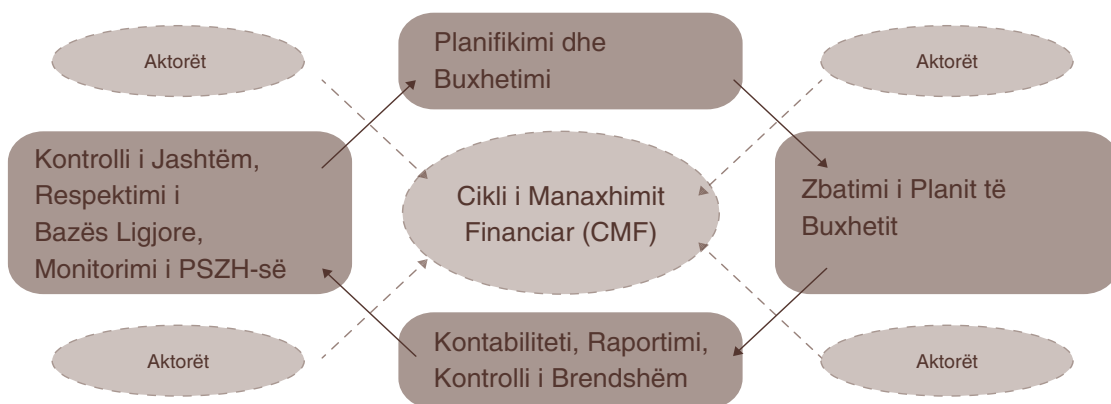 Aktorët
Planifikimi dhe
Buxhetimi
Aktorët
Kontrolli i Jashtëm,
Respektimi i
Bazës Ligjore,
Monitorimi i PSZH-së
Cikli i Manaxhimit
Financiar (CMF)
Zbatimi i Planit të
Buxhetit
Aktorët
Kontabiliteti, Raportimi,
Kontrolli i Brendshëm
Aktorët